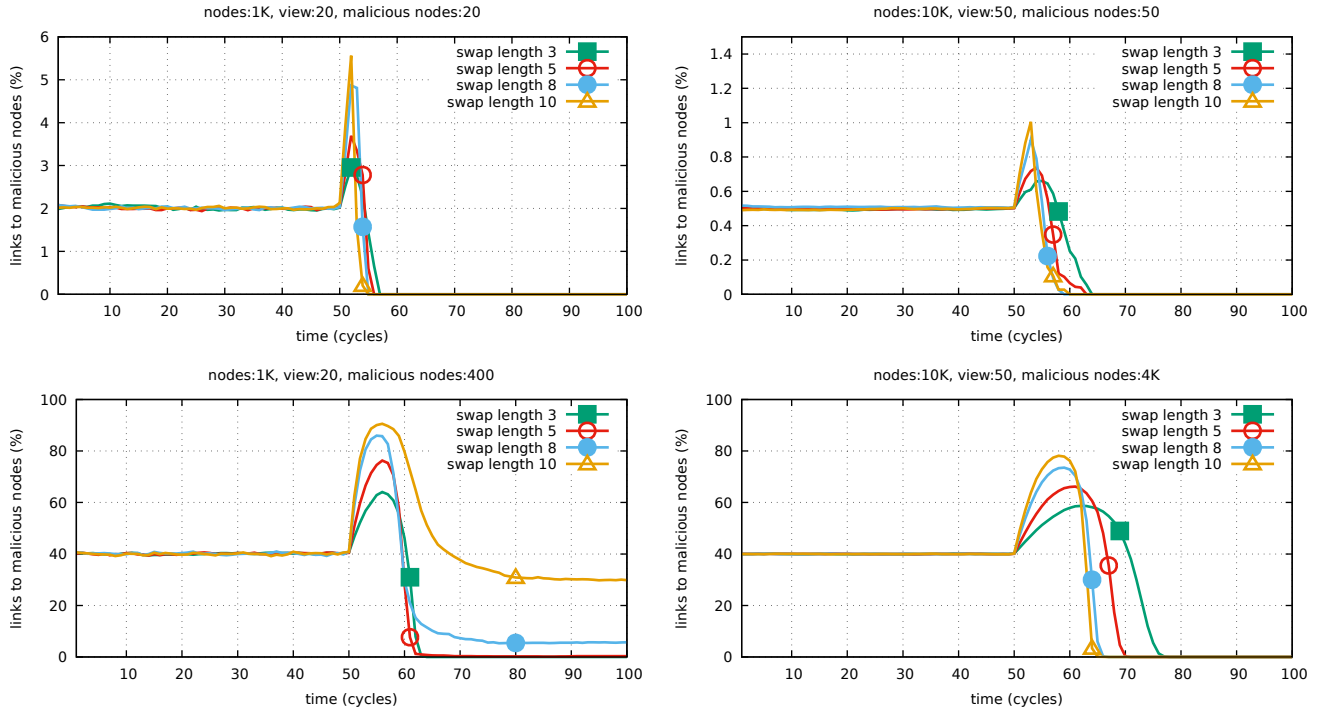 nodes:1K, view:20, malicious nodes:20
links to malicious nodes (%)
6
5
4
3
2
1
0
swap length 3
swap length 5
swap length 8
swap length 10
10 20 30 40 50 60 70 80 90 100
time (cycles)
nodes:10K, view:50, malicious nodes:50
links to malicious nodes (%)
1.4
1.2
1
0.8
0.6
0.4
0.2
0
swap length 3
swap length 5
swap length 8
swap length 10
10 20 30 40 50 60 70 80 90 100
time (cycles)
nodes:1K, view:20, malicious nodes:400
links to malicious nodes (%)
100
80
60
40
20
0
swap length 3
swap length 5
swap length 8
swap length 10
10 20 30 40 50 60 70 80 90 100
time (cycles)
nodes:10K, view:50, malicious nodes:4K
links to malicious nodes (%)
100
80
60
40
20
0
swap length 3
swap length 5
swap length 8
swap length 10
10 20 30 40 50 60 70 80 90 100
time (cycles)